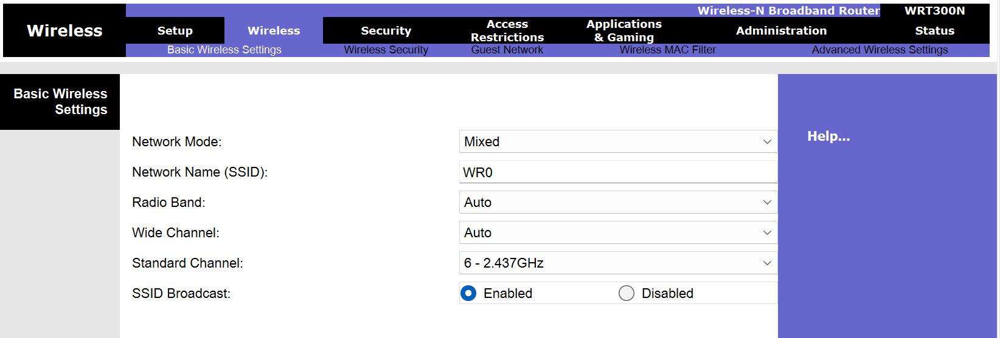 Wireless-N Broadband Router WRT300N
Wireless
Setup Wireless Security Access Restrictions Applications & Gaming Administration Status
Basic Wireless Settings Wireless Security Guest Network Wireless MAC Filter Advanced Wireless Settings
Basic Wireless
Settings
Help...
Network Mode: Mixed
Network Name (SSID): WR0
Radio Band: Auto
Wide Channel: Auto
Standard Channel: 6 - 2.437GHz
SSID Broadcast: Enabled Disabled